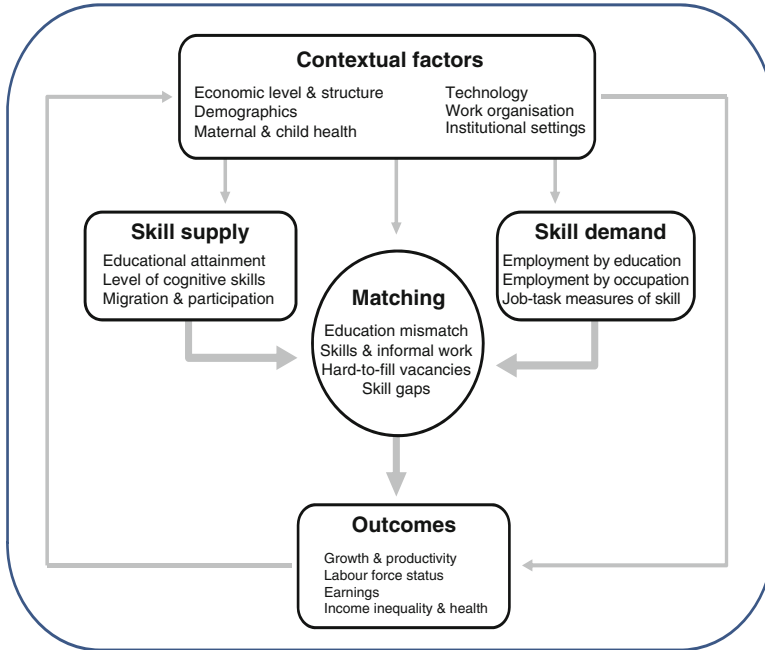 Contextual factors
Economic level & structure
Demographics
Maternal & child health
Technology
Work organisation
Institutional settings
Skill supply
Educational attainment
Level of cognitive skills
Migration & participation
Skill demand
Employment by education
Employment by occupation
Job-task measures of skill
Matching
Education mismatch
Skills & informal work
Hard-to-fill vacancies
Skill gaps
Outcomes
Growth & productivity
Labour force status
Earnings
Income inequality & health